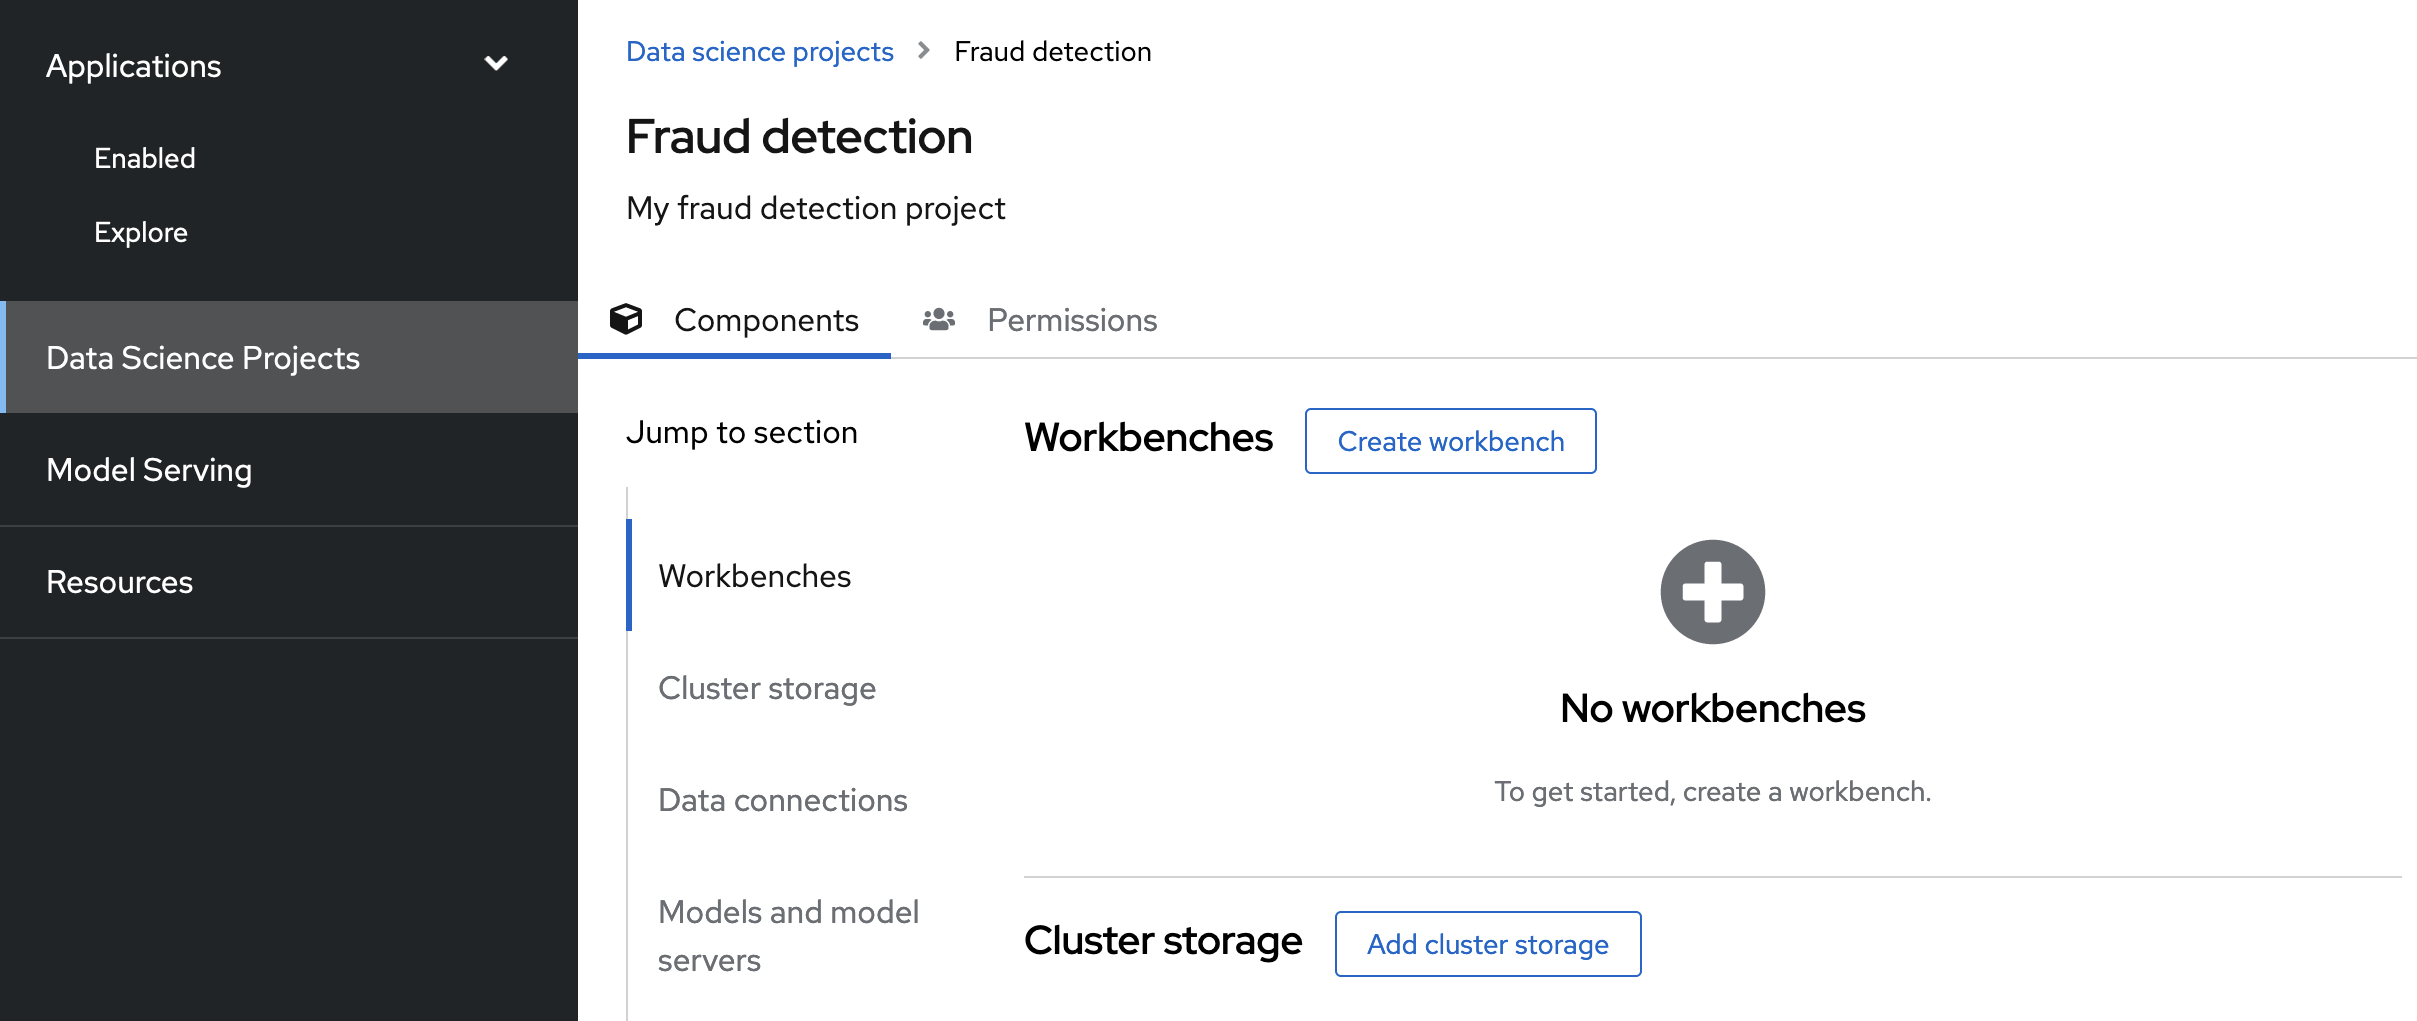 Applications
Enabled
Explore
Data Science Projects
Model Serving
Resources
Data science projects > Fraud detection
Fraud detection
My fraud detection project
Components Permissions
Jump to section
Workbenches
Cluster storage
Data connections
Models and model
servers
Workbenches Create workbench
No workbenches
To get started, create a workbench.
Cluster storage Add cluster storage